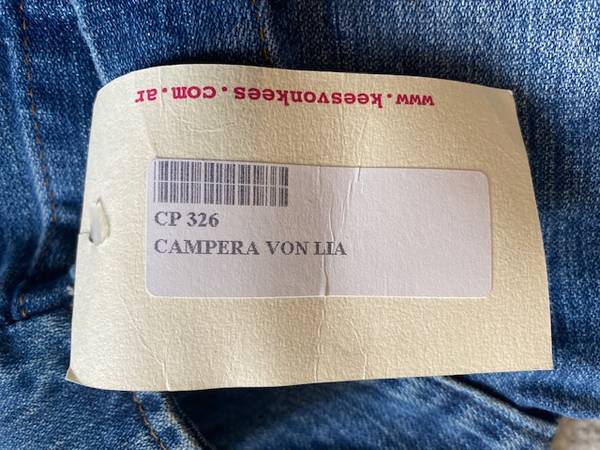 www.keesvonkees.com.ar
CP 326
CAMPERA VON LIA